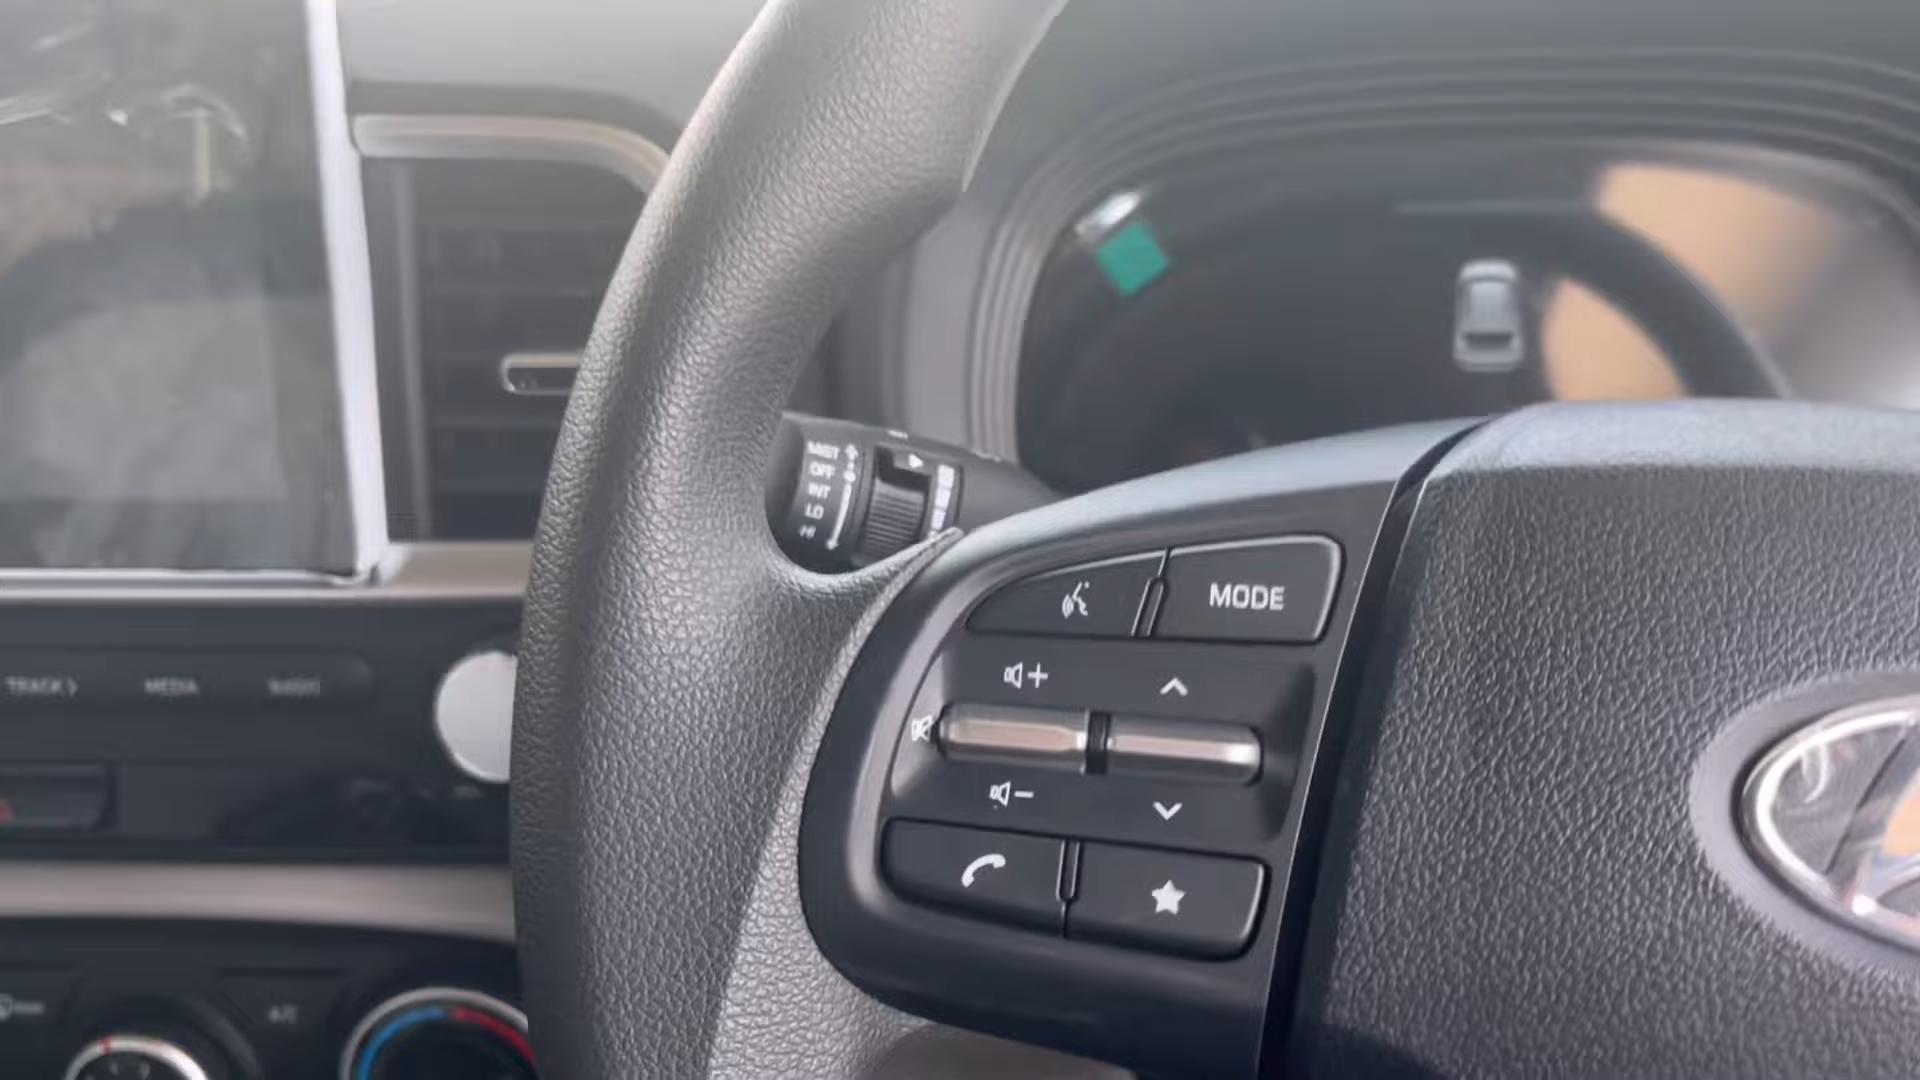 MIST
OFF
INT
LO
HI
MODE
TRACK
MEDIA
A/C